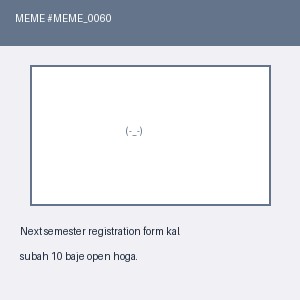 MEME #MEME_0060
(-_-)
Next semester registration form kal
subah 10 baje open hoga.